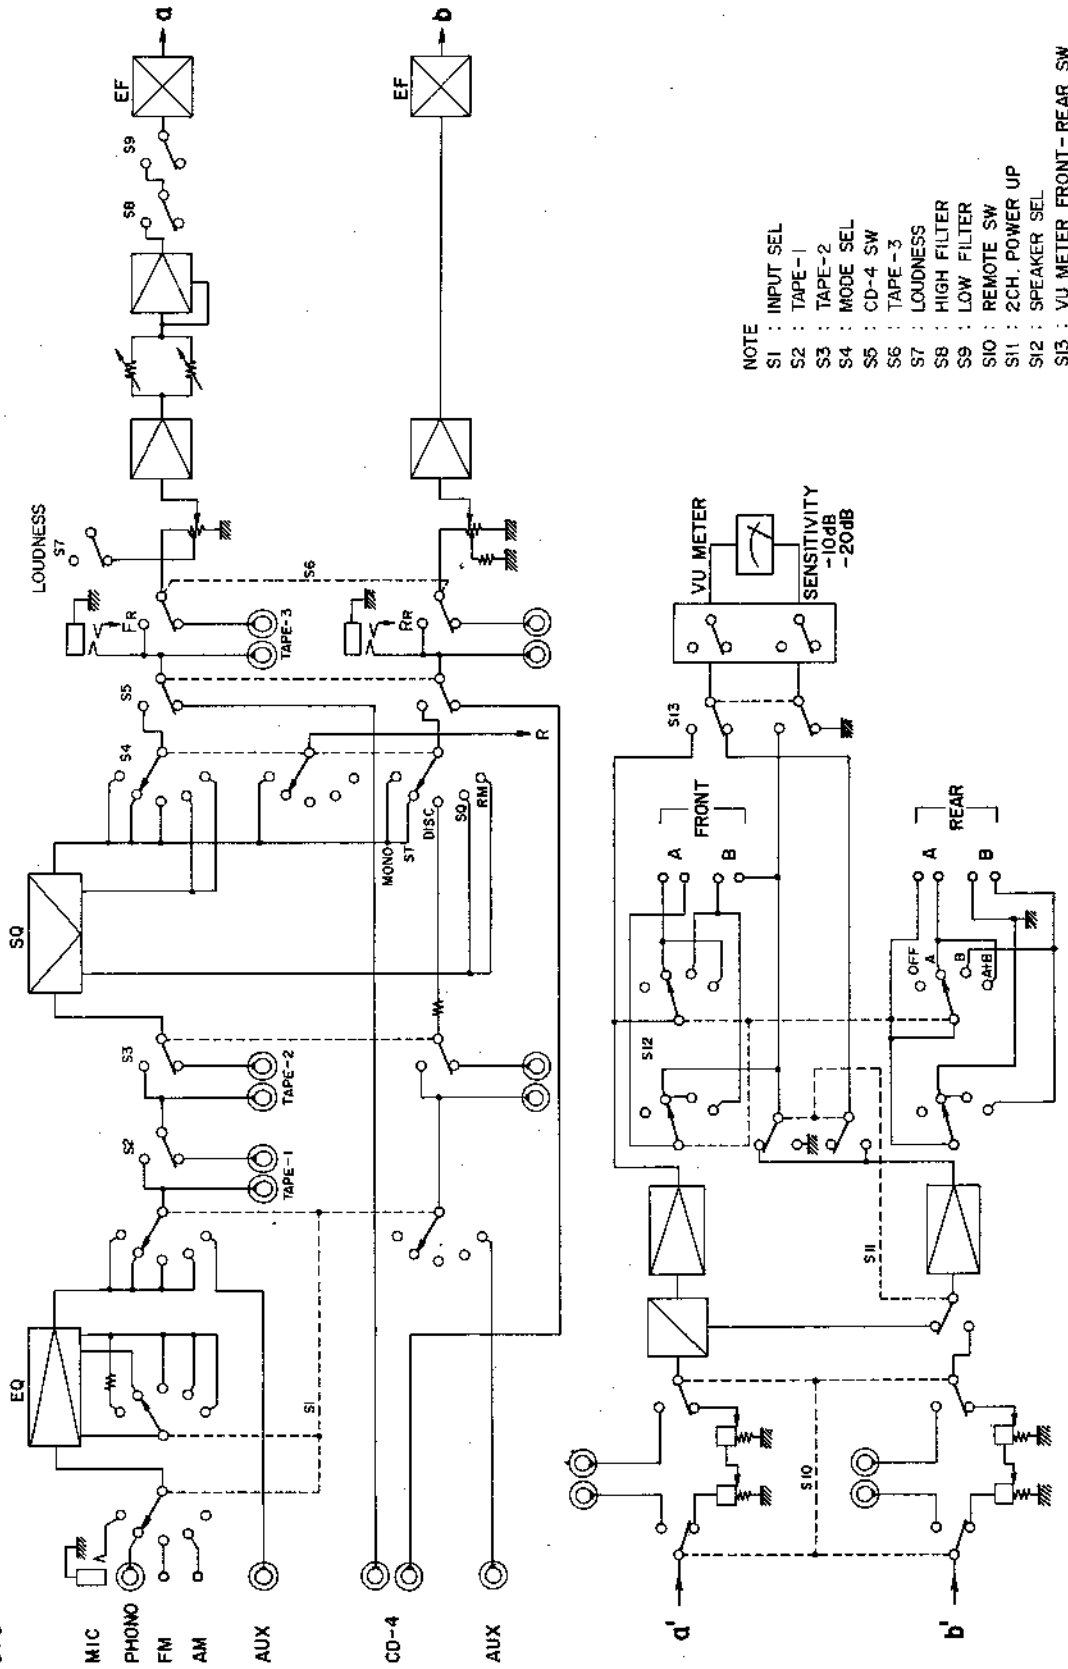 MIC
PHONO
FM
AM
AUX
CD-4
AUX
EQ
S1
S2
TAPE-1
S3
TAPE-2
SQ
S4
MONO
ST
DISC
SQ
RM
R
S5
FR
RR
TAPE-3
S6
LOUDNESS
S7
S8
S9
EF
a
EF
b
a'
b'
S10
S11
S12
OFF
A
B
A+B
FRONT
A
B
REAR
A
B
S13
VU METER
SENSITIVITY
-10dB
-20dB
NOTE
S1 : INPUT SEL
S2 : TAPE-1
S3 : TAPE-2
S4 : MODE SEL
S5 : CD-4 SW
S6 : TAPE-3
S7 : LOUDNESS
S8 : HIGH FILTER
S9 : LOW FILTER
S10 : REMOTE SW
S11 : 2CH. POWER UP
S12 : SPEAKER SEL
S13 : VU METER FRONT-REAR SW